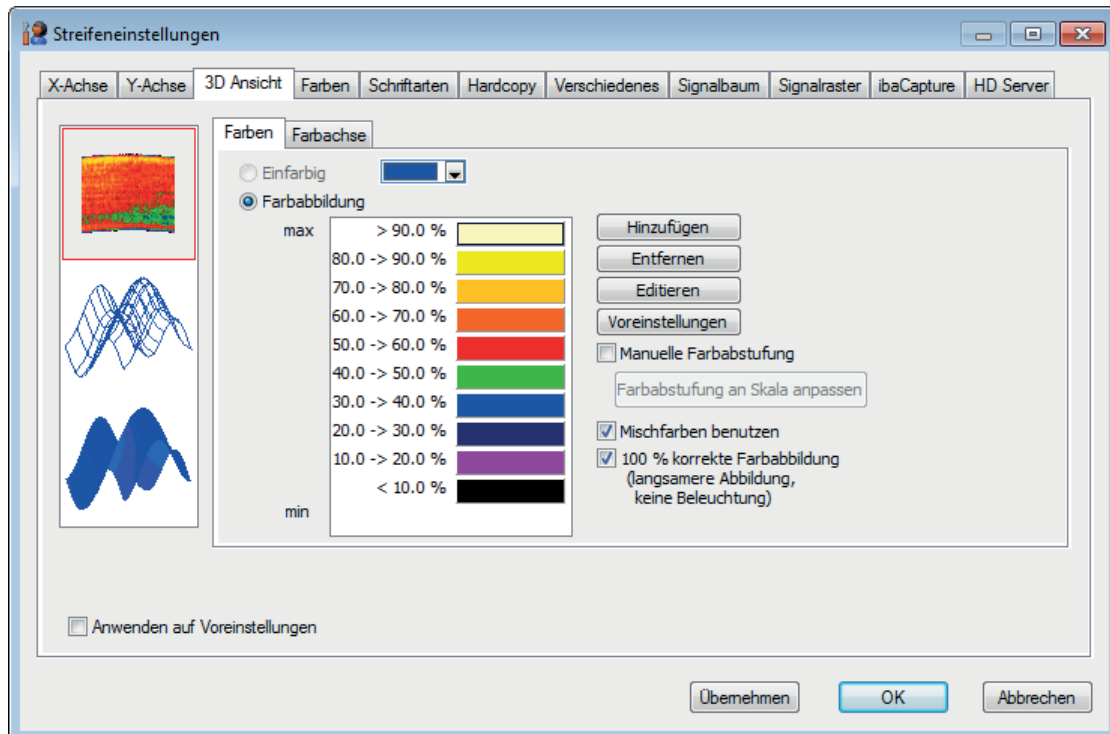 Streifeneinstellungen
X-Achse Y-Achse 3D Ansicht Farben Schriftarten Hardcopy Verschiedenes Signalbaum Signalraster ibaCapture HD Server
Farben Farbachse
Einfarbig
Farbabbildung
max
> 90.0 %
80.0 -> 90.0 %
70.0 -> 80.0 %
60.0 -> 70.0 %
50.0 -> 60.0 %
40.0 -> 50.0 %
30.0 -> 40.0 %
20.0 -> 30.0 %
10.0 -> 20.0 %
< 10.0 %
min
Hinzufügen
Entfernen
Editieren
Voreinstellungen
Manuelle Farbabstufung
Farbabstufung an Skala anpassen
Mischfarben benutzen
100 % korrekte Farbabbildung
(langsamere Abbildung,
keine Beleuchtung)
Anwenden auf Voreinstellungen
Übernehmen OK Abbrechen